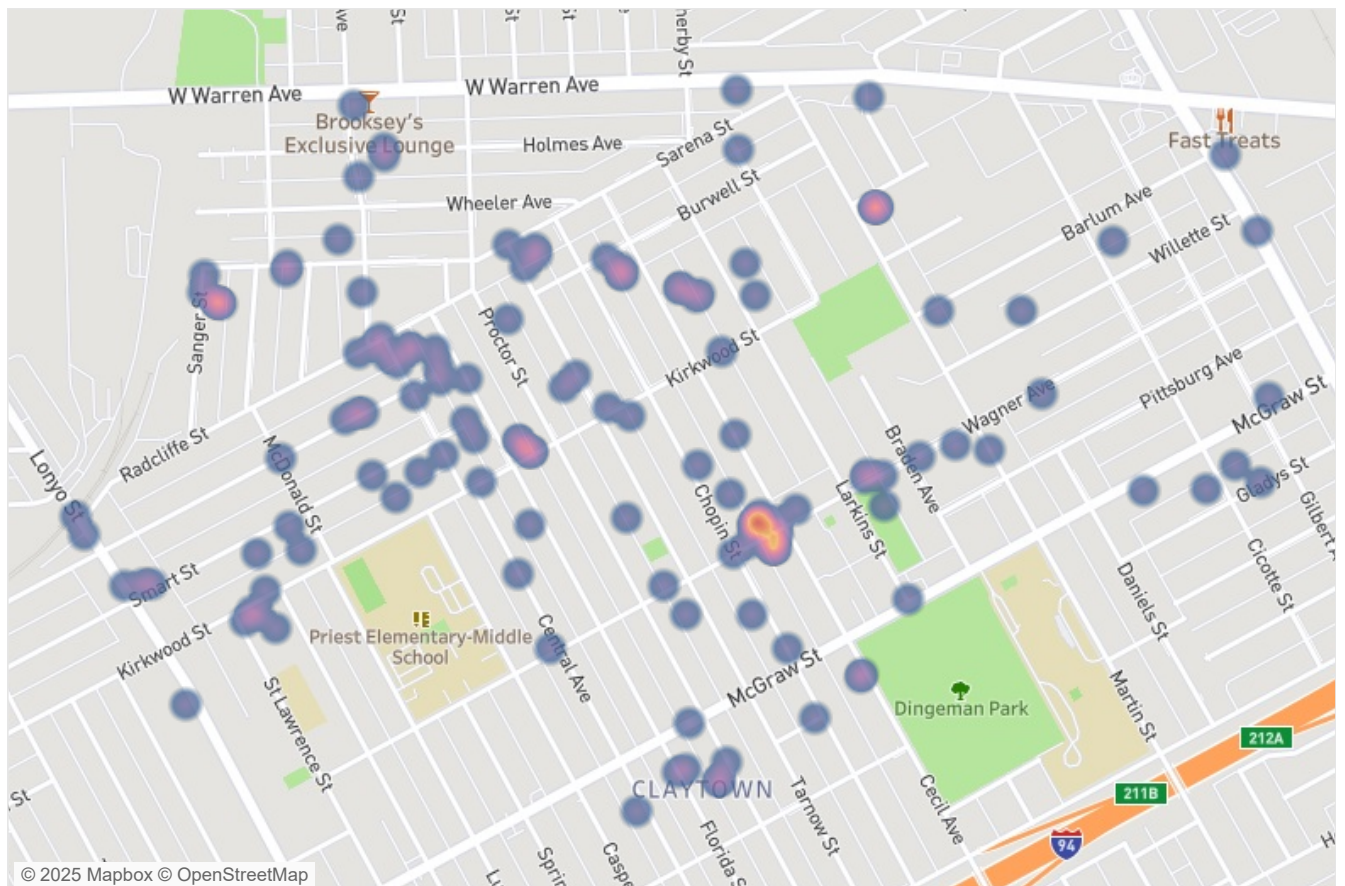 St
St
St
W Warren Ave
W Warren Ave
Brooksey's
Exclusive Lounge
Holmes Ave
Sarena St
Fast Treats
Wheeler Ave
Burwell St
Barlum Ave
Willette St
Sanger St
Proctor St
Kirkwood St
Pittsburg Ave
Wagner Ave
McGraw St
Radcliffe St
McDonald St
Lonyo St
Braden Ave
Chopin St
Larkins St
Gladys St
Smart St
Cicotte St
Daniels St
Kirkwood St
Priest Elementary-Middle
School
Central Ave
McGraw St
St Lawrence St
Dingeman Park
Martin St
212A
211B
CLAYTOWN
Tarnow St
Cecil Ave
St
94
© 2025 Mapbox © OpenStreetMap